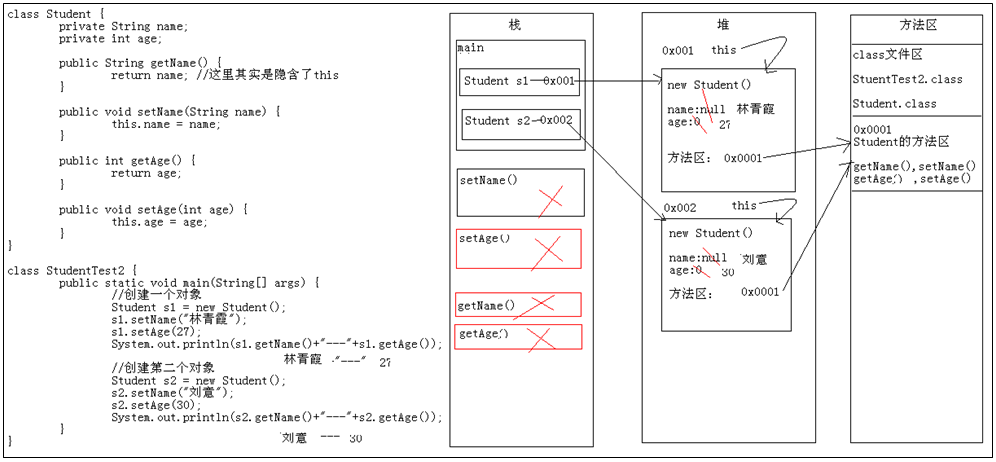 class Student {
private String name;
private int age;
public String getName() {
return name; //这里其实是隐含了this
}
public void setName(String name) {
this.name = name;
}
public int getAge() {
return age;
}
public void setAge(int age) {
this.age = age;
}
}
class StudentTest2 {
public static void main(String[] args) {
//创建一个对象
Student s1 = new Student();
s1.setName("林青霞");
s1.setAge(27);
System.out.println(s1.getName()+"---"+s1.getAge());
林青霞 ·"---" 27
//创建第二个对象
Student s2 = new Student();
s2.setName("刘意");
s2.setAge(30);
System.out.println(s2.getName()+"---"+s2.getAge());
}
刘意 --- 30
}
栈
main
Student s1 0x001
Student s2 0x002
setName()
setAge()
getName()
getAge()
堆
0x001 this
new Student()
name:null 林青霞
age:0 27
方法区: 0x0001
0x002 this
new Student()
name:null 刘意
age:0 30
方法区: 0x0001
方法区
class文件区
StuentTest2.class
Student.class
0x0001
Student的方法区
getName(),setName()
getAge() ,setAge()